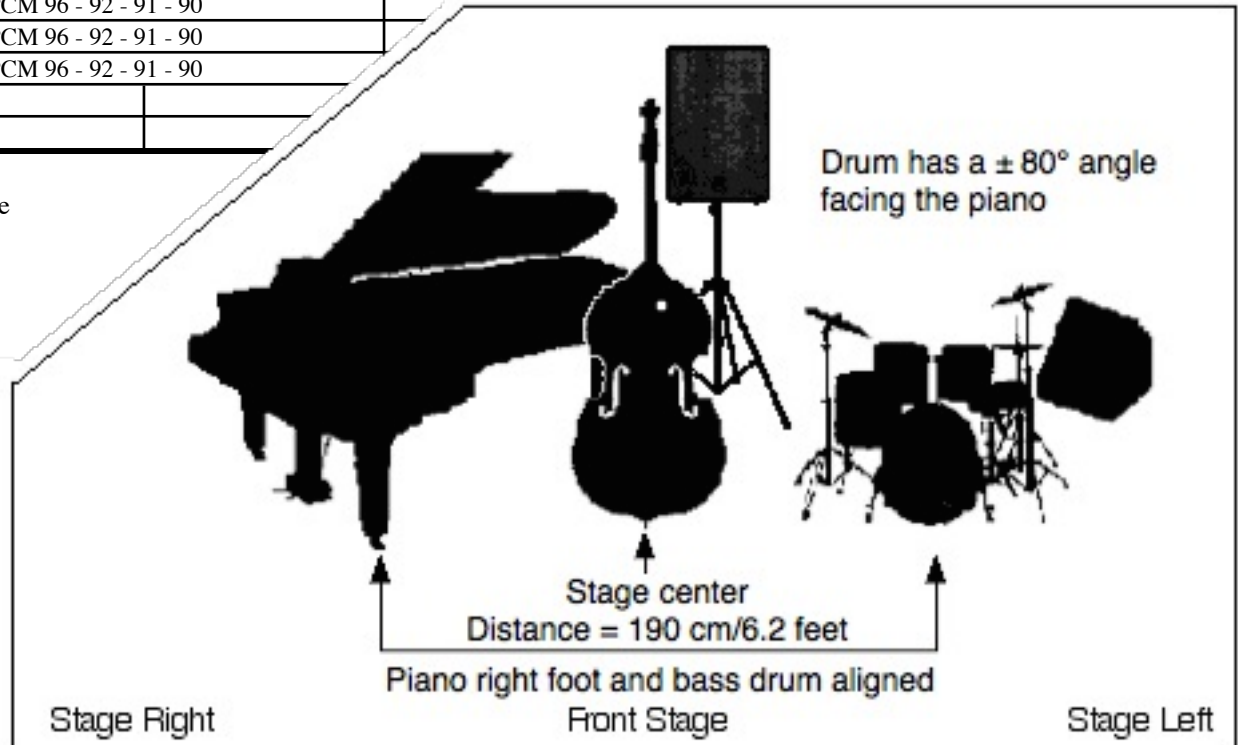 CM 96 - 92 - 91 - 90
CM 96 - 92 - 91 - 90
CM 96 - 92 - 91 - 90
e
Drum has a ± 80° angle
facing the piano
Stage center
Distance = 190 cm/6.2 feet
Piano right foot and bass drum aligned
Stage Right
Front Stage
Stage Left